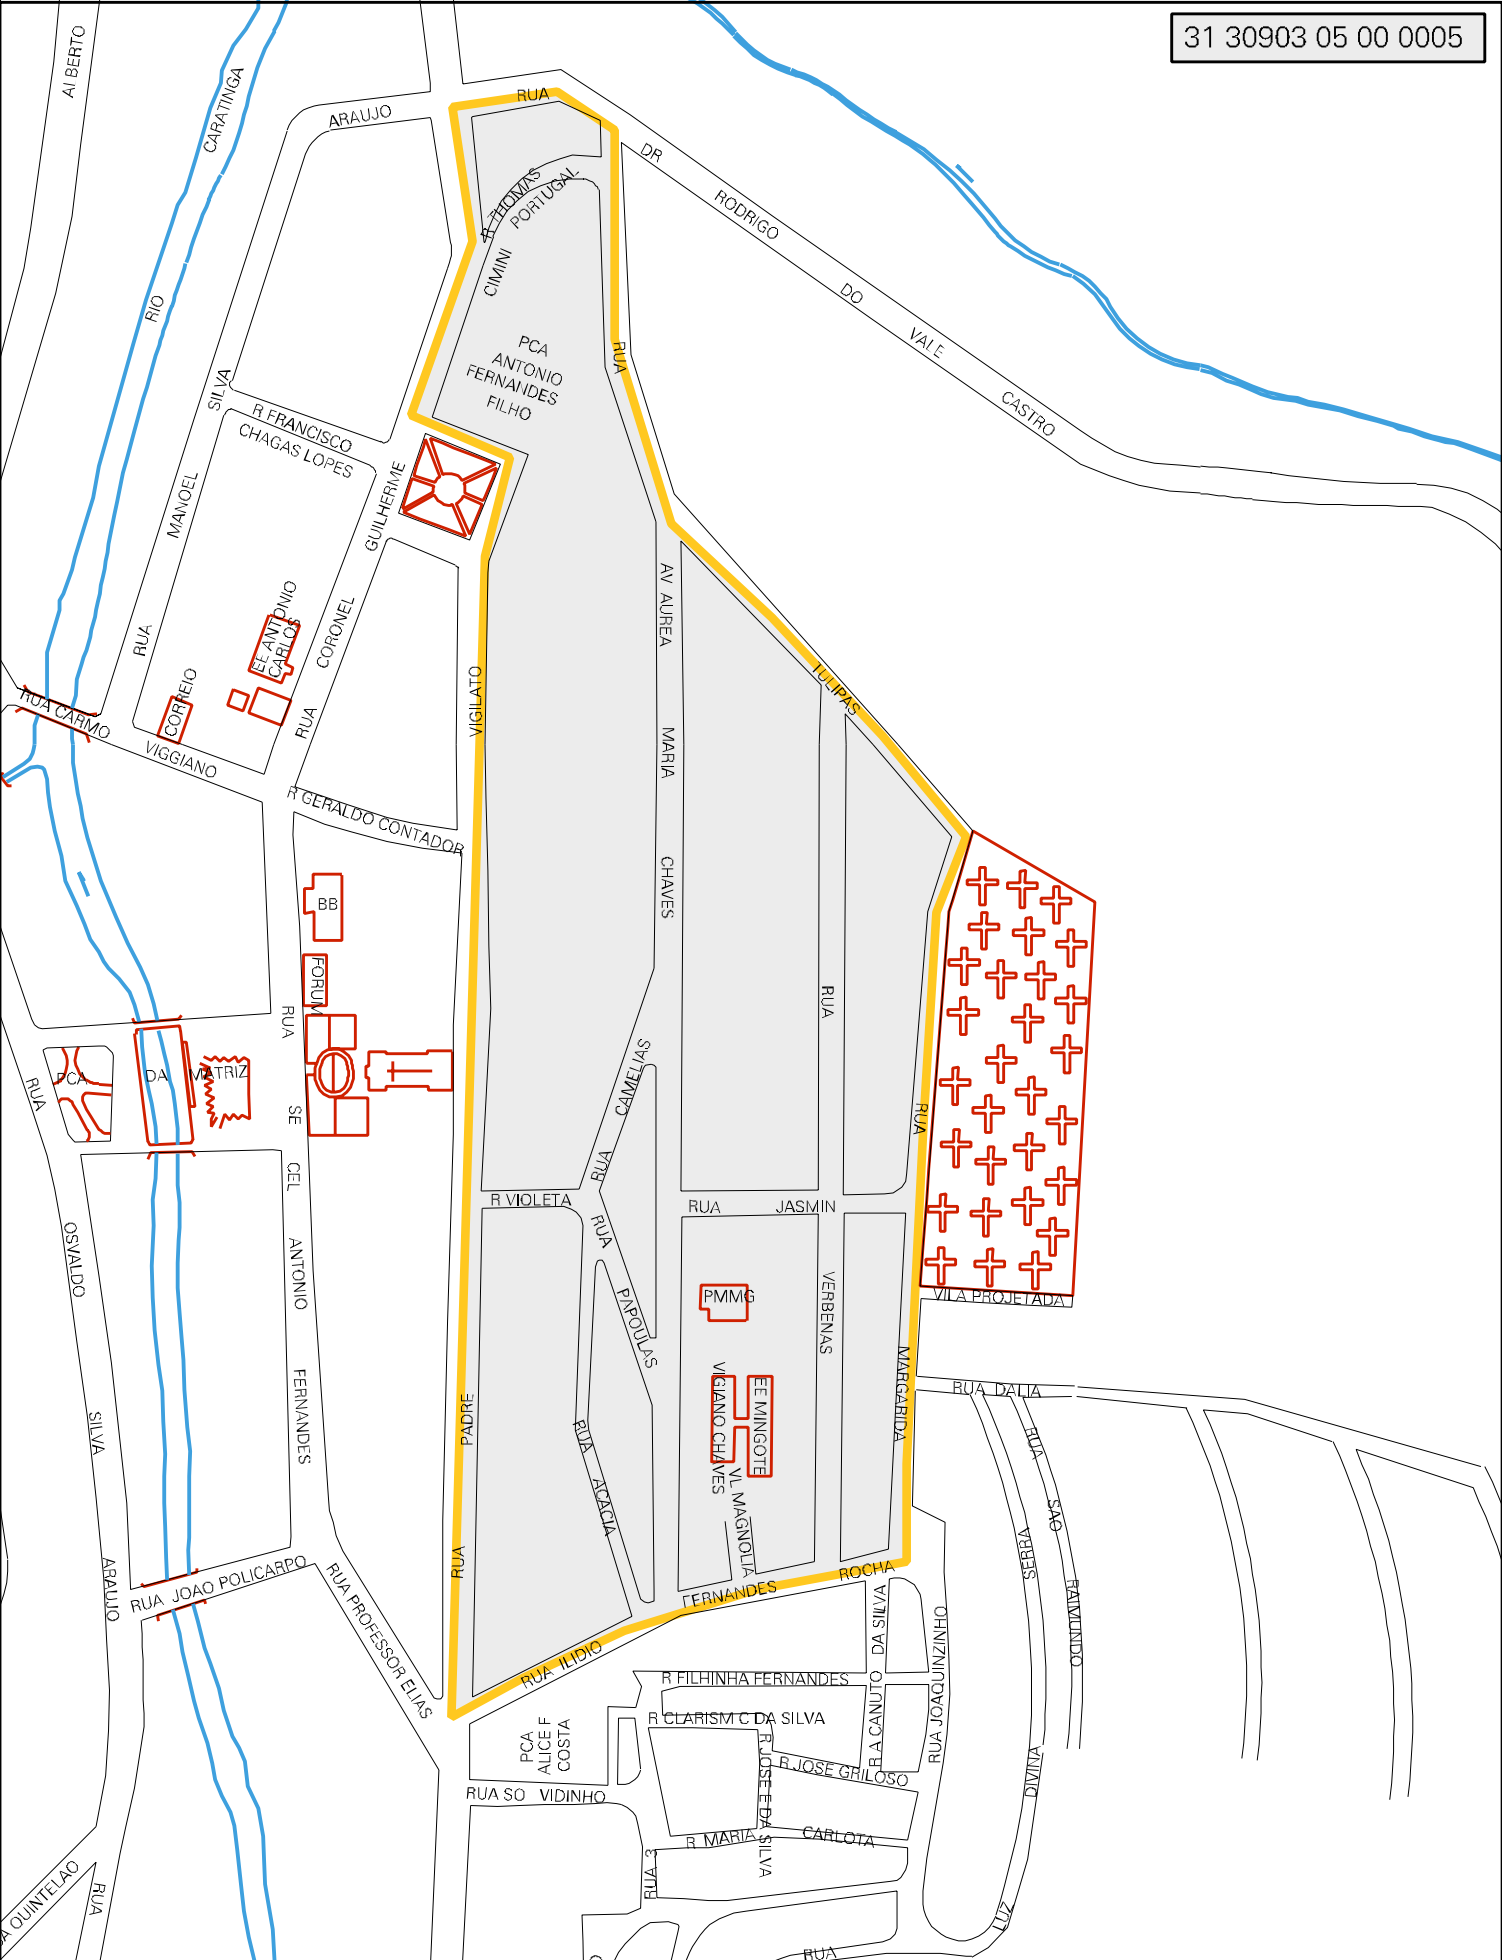 31 30903 05 00 0005
RUA
ARAUJO
CARATINGA
DR
RODRIGO
DO
VALE
CASTRO
R THOMAS
PORTUGAL
CIMINI
RIO
PCA
ANTONIO
FERNANDES
FILHO
RUA
SILVA
R FRANCISCO
CHAGAS LOPES
MANOEL
GUILHERME
AV AUREA
EE ANTONIO
CARLOS
CORONEL
RUA
CORREIO
RUA CARMO
VIGGIANO
RUA
VIGILATO
TULIPAS
MARIA
R GERALDO CONTADOR
CHAVES
BB
FORUM
RUA
RUA
PCA
DA
MATRIZ
RUA
SE
CAMELIAS
RUA
CEL
RUA
R VIOLETA
RUA
JASMIN
OSVALDO
ANTONIO
RUA
VERBENAS
PAPOULAS
PMMG
VILA PROJETADA
FERNANDES
PADRE
SILVA
RUA
ACACIA
VIGIANO CHAVES
EE MINGOTE
MARGARIDA
RUA DALIA
RUA
SAO
RAIMUNDO
VL MAGNOLIA
SERRA
RUA
ARAUJO
RUA JOAO POLICARPO
RUA PROFESSOR ELIAS
FERNANDES
ROCHA
RUA ILIDIO
R FILHINHA FERNANDES
R A CANUTO DA SILVA
RUA JOAQUINZINHO
R CLARISM C DA SILVA
PCA
ALICE F
COSTA
R JOSE E DA SILVA
R JOSE GRILOSO
DIVINA
RUA SO VIDINHO
R MARIA
CARLOTA
RUA 3
LUZ
RUA
QUINTELAO
RUA